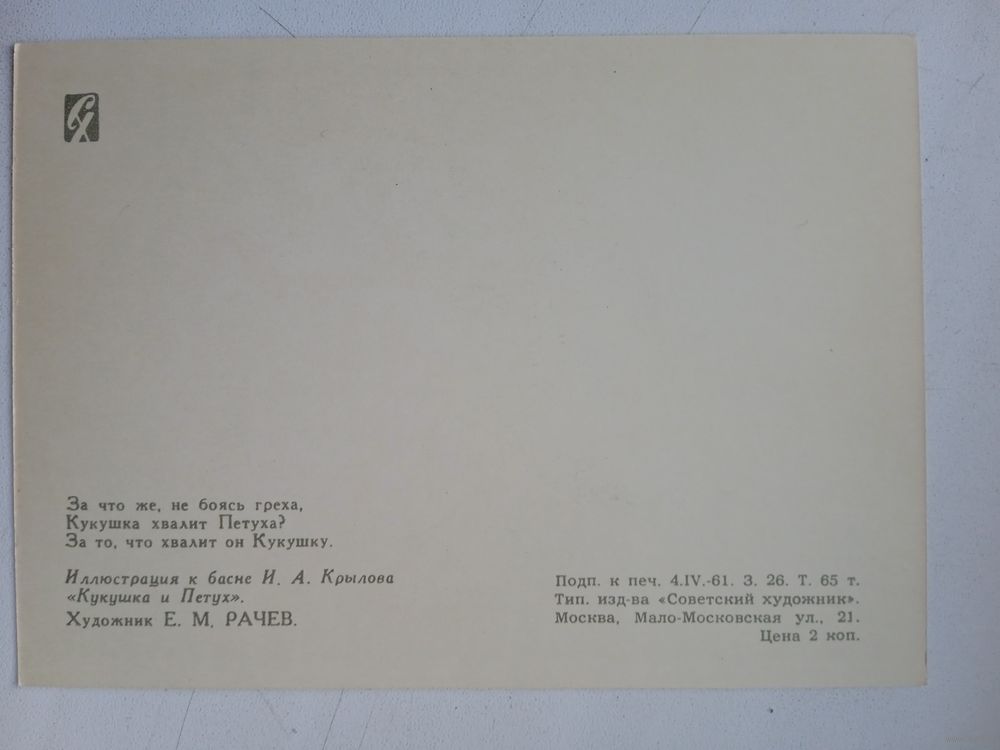 СХ
За что же, не боясь греха,
Кукушка хвалит Петуха?
За то, что хвалит он Кукушку.
Иллюстрация к басне И. А. Крылова
«Кукушка и Петух».
Художник Е. М. РАЧЕВ.
Подп. к печ. 4.IV.-61. З. 26. Т. 65 т.
Тип. изд-ва «Советский художник».
Москва, Мало-Московская ул., 21.
Цена 2 коп.